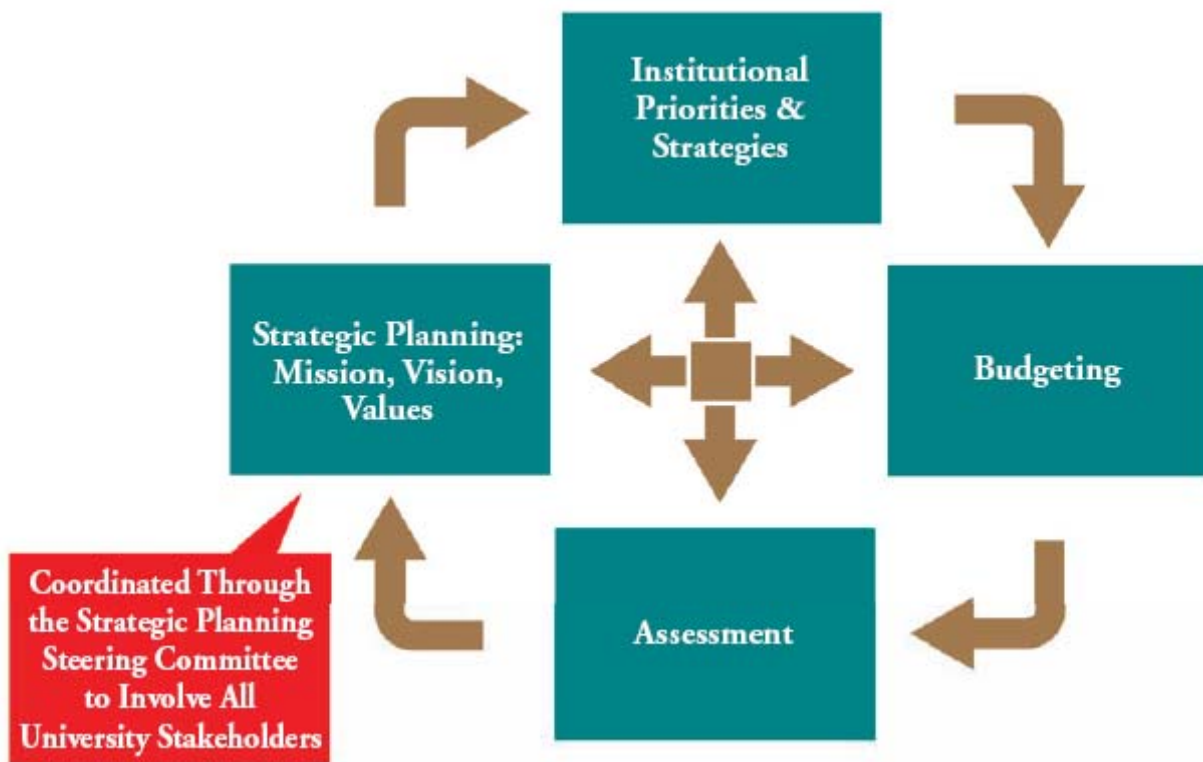 Institutional
Priorities &
Strategies
Strategic Planning:
Mission, Vision,
Values
Budgeting
Coordinated Through
the Strategic Planning
Steering Committee
to Involve All
University Stakeholders
Assessment